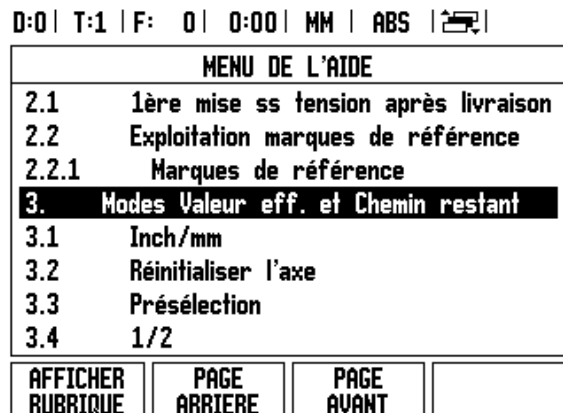 D:0 | T:1 | F: 0 | 0:00 | MM | ABS |
MENU DE L'AIDE
2.1 1ère mise ss tension après livraison
2.2 Exploitation marques de référence
2.2.1 Marques de référence
3. Modes Valeur eff. et Chemin restant
3.1 Inch/mm
3.2 Réinitialiser l'axe
3.3 Présélection
3.4 1/2
AFFICHER PAGE PAGE
RUBRIQUE ARRIERE AVANT